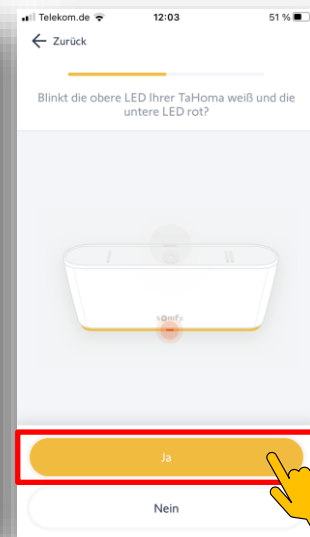 Telekom.de 12:03 51 %
Zurück
Blinkt die obere LED Ihrer TaHoma weiß und die
untere LED rot?
somfy.
Ja
Nein